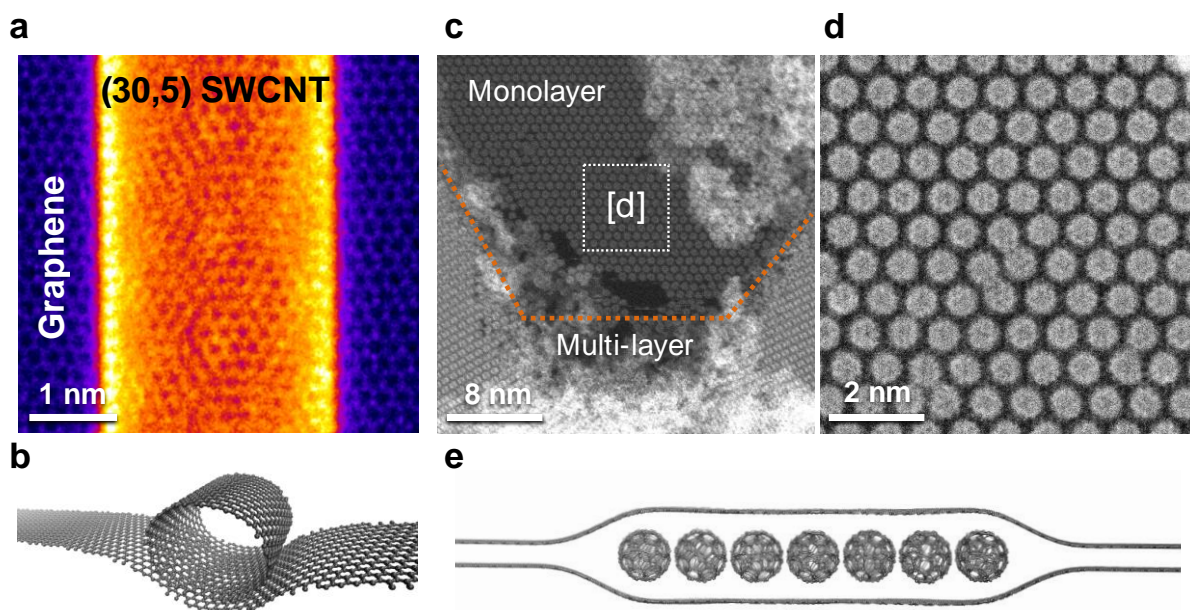 a
(30,5) SWCNT
Graphene
1 nm
b
c
Monolayer
[d]
Multi-layer
8 nm
d
2 nm
e